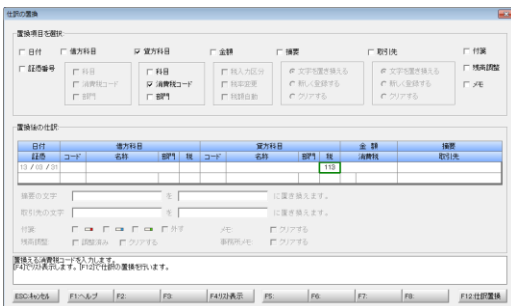 仕訳の置換
置換項目を選択
日付 借方科目 貸方科目 金額 摘要 取引先 付箋
証憑番号 科目 科目 税入力区分 文字を置き換える 文字を置き換える 残高調整
消費税コード 消費税コード 税率変更 新しく登録する 新しく登録する メモ
部門 部門 税額自動 クリアする クリアする
置換後の仕訳
日付 借方科目 貸方科目 金 額 摘要
証憑 コード 名称 部門 税 コード 名称 部門 税 消費税 取引先
13 / 03 / 31 113
摘要の文字 を に置き換えます。
取引先の文字 を に置き換えます。
付箋: 外す メモ: クリアする
残高調整: 調整済み クリアする 事務所メモ: クリアする
置換える消費税コードを入力します。
[F4]でリスト表示します。[F12]で仕訳の置換を行います。
ESC:キャンセル F1:ヘルプ F2: F3: F4:リスト表示 F5: F6: F7: F8: F12:仕訳置換